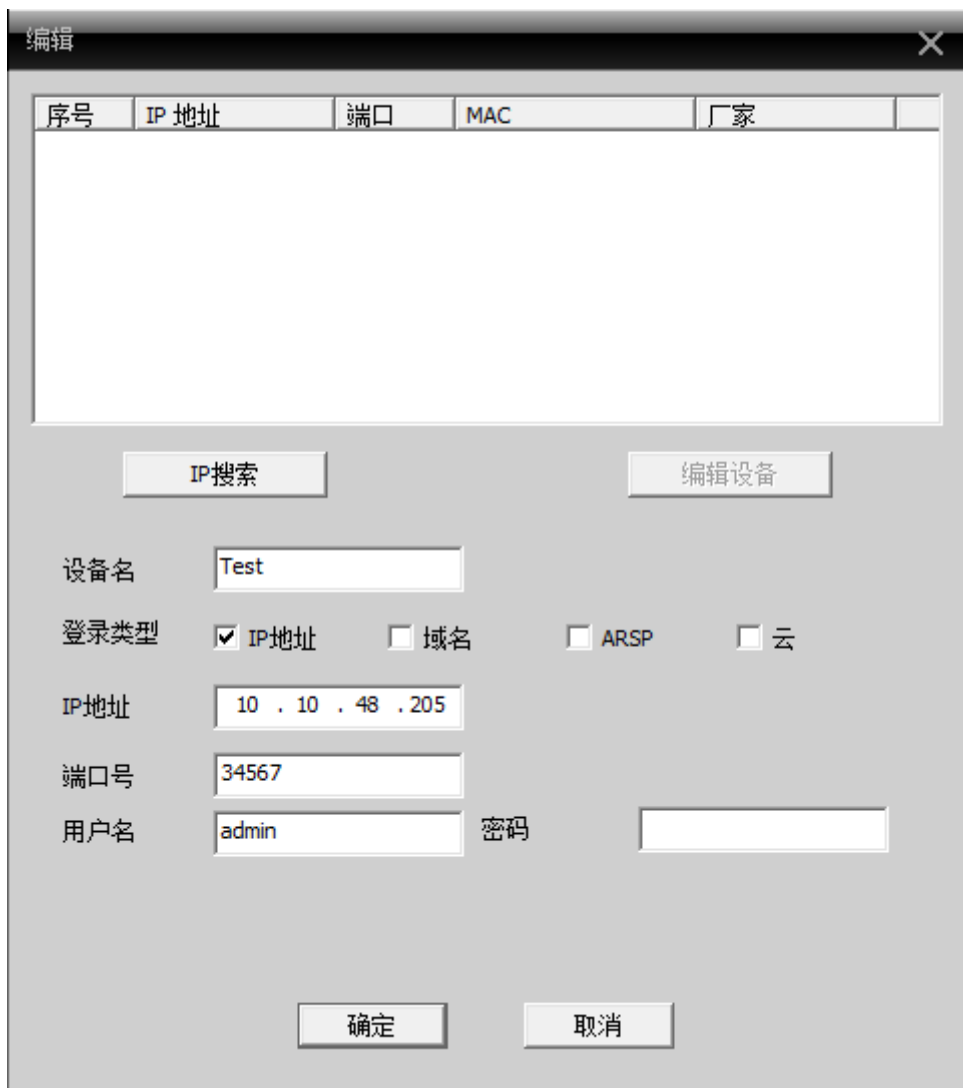 编辑
序号 IP 地址 端口 MAC 厂家
IP搜索 编辑设备
设备名 Test
登录类型 IP地址 域名 ARSP 云
IP地址 10 . 10 . 48 . 205
端口号 34567
用户名 admin 密码
确定 取消